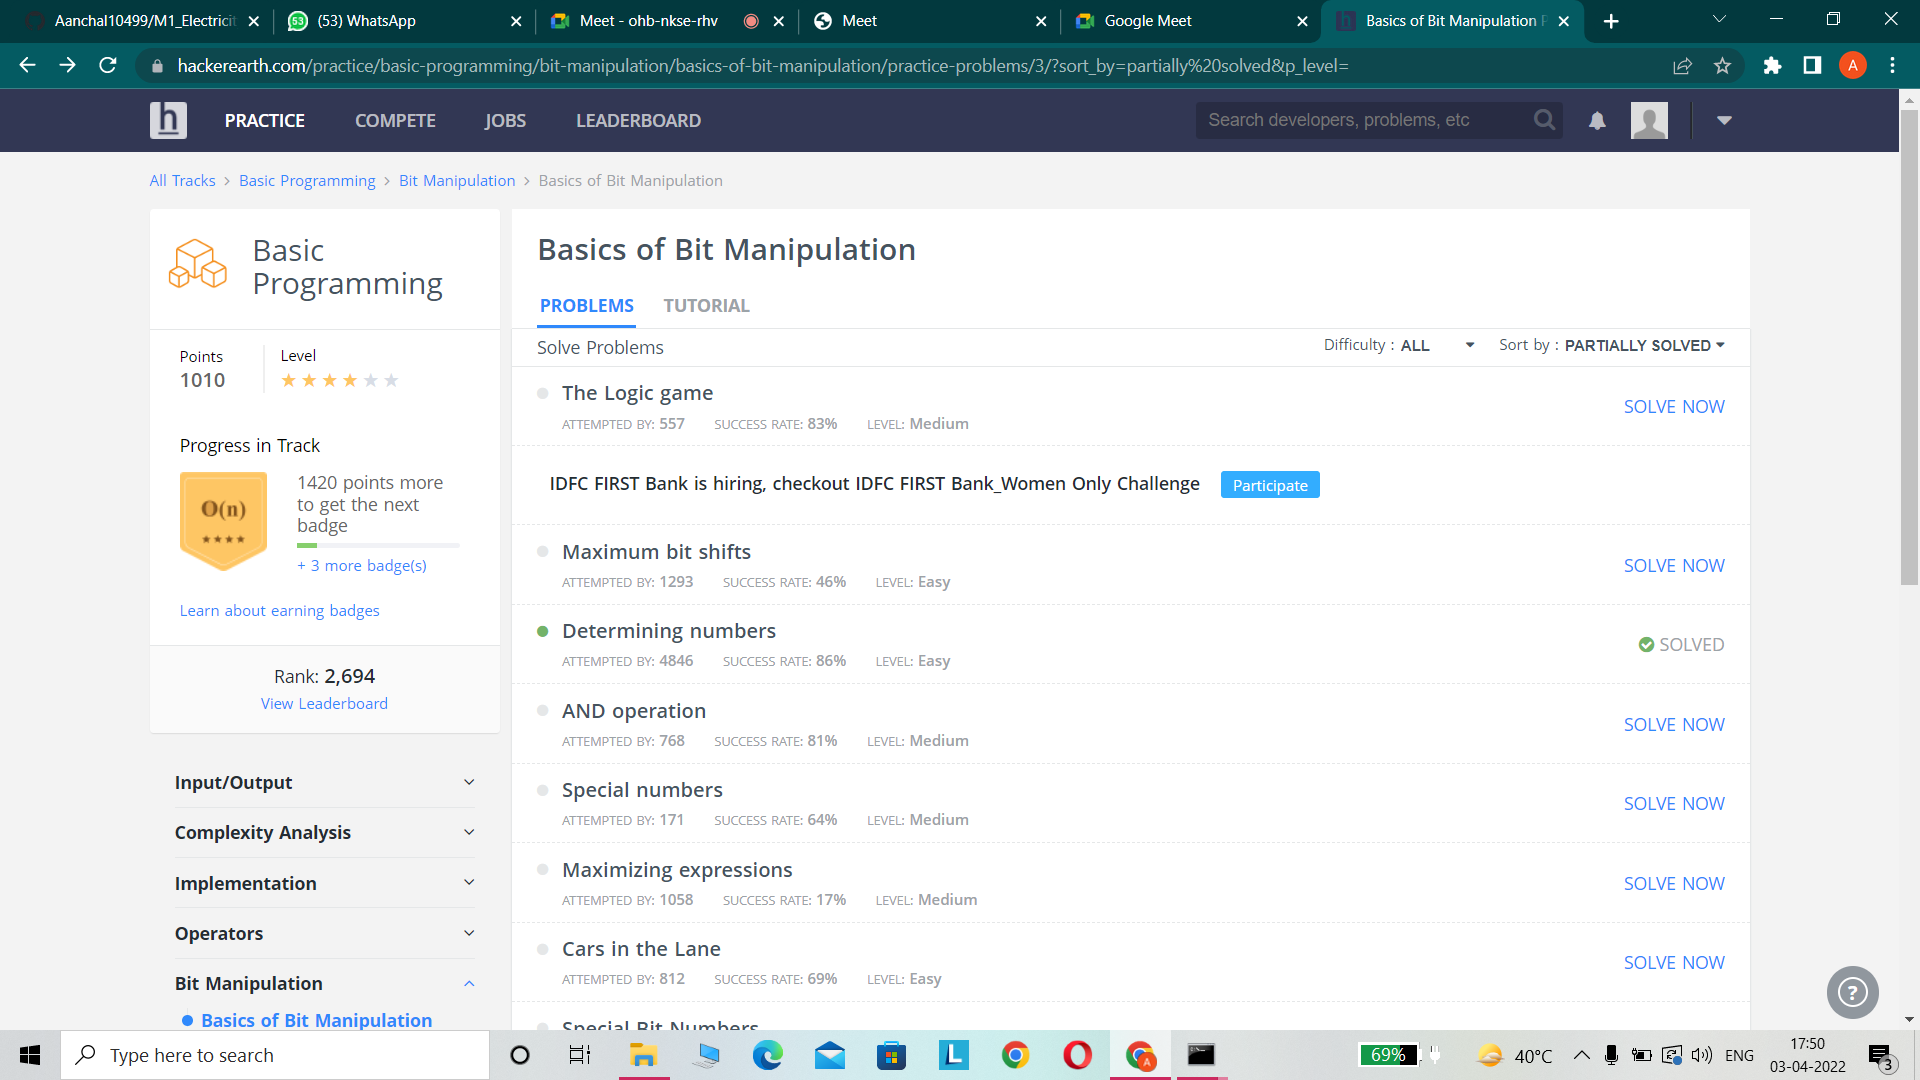 Aanchal10499/M1_Electricit
(53) WhatsApp
Meet - ohb-nkse-rhv
Meet
Google Meet
Basics of Bit Manipulation P
hackerearth.com/practice/basic-programming/bit-manipulation/basics-of-bit-manipulation/practice-problems/3/?sort_by=partially%20solved&p_level=
A
h
PRACTICE
COMPETE
JOBS
LEADERBOARD
Search developers, problems, etc
All Tracks > Basic Programming > Bit Manipulation > Basics of Bit Manipulation
Basic
Programming
Points
1010
Level
Progress in Track
O(n)
1420 points more
to get the next
badge
+ 3 more badge(s)
Learn about earning badges
Rank: 2,694
View Leaderboard
Input/Output
Complexity Analysis
Implementation
Operators
Bit Manipulation
Basics of Bit Manipulation
Basics of Bit Manipulation
PROBLEMS
TUTORIAL
Solve Problems
Difficulty : ALL
Sort by : PARTIALLY SOLVED
The Logic game
ATTEMPTED BY: 557 SUCCESS RATE: 83% LEVEL: Medium
SOLVE NOW
IDFC FIRST Bank is hiring, checkout IDFC FIRST Bank_Women Only Challenge
Participate
Maximum bit shifts
ATTEMPTED BY: 1293 SUCCESS RATE: 46% LEVEL: Easy
SOLVE NOW
Determining numbers
ATTEMPTED BY: 4846 SUCCESS RATE: 86% LEVEL: Easy
SOLVED
AND operation
ATTEMPTED BY: 768 SUCCESS RATE: 81% LEVEL: Medium
SOLVE NOW
Special numbers
ATTEMPTED BY: 171 SUCCESS RATE: 64% LEVEL: Medium
SOLVE NOW
Maximizing expressions
ATTEMPTED BY: 1058 SUCCESS RATE: 17% LEVEL: Medium
SOLVE NOW
Cars in the Lane
ATTEMPTED BY: 812 SUCCESS RATE: 69% LEVEL: Easy
SOLVE NOW
Special Bit Numbers
?
Type here to search
L
A
69%
40°C
ENG
17:50
03-04-2022
3